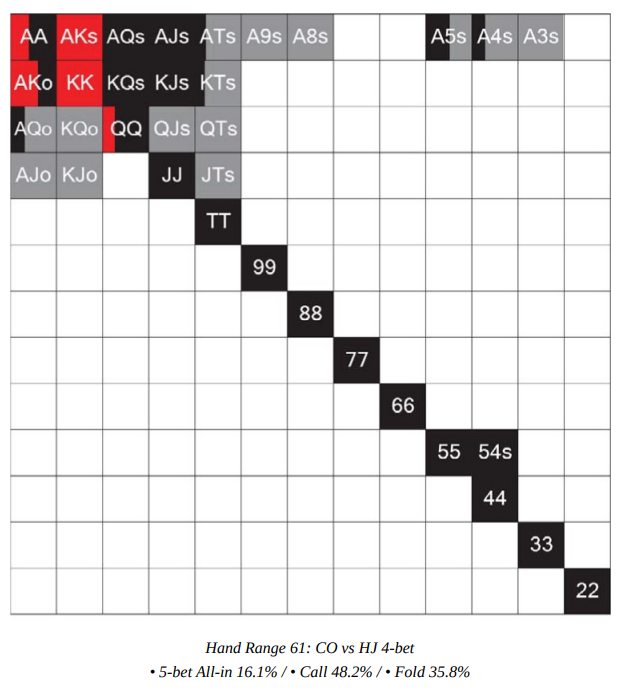 AA AKs AQs AJs ATs A9s A8s A5s A4s A3s
AKo KK KQs KJs KTs
AQo KQo QQ QJs QTs
AJo KJo JJ JTs
TT
99
88
77
66
55 54s
44
33
22
Hand Range 61: CO vs HJ 4-bet
• 5-bet All-in 16.1% / • Call 48.2% / • Fold 35.8%